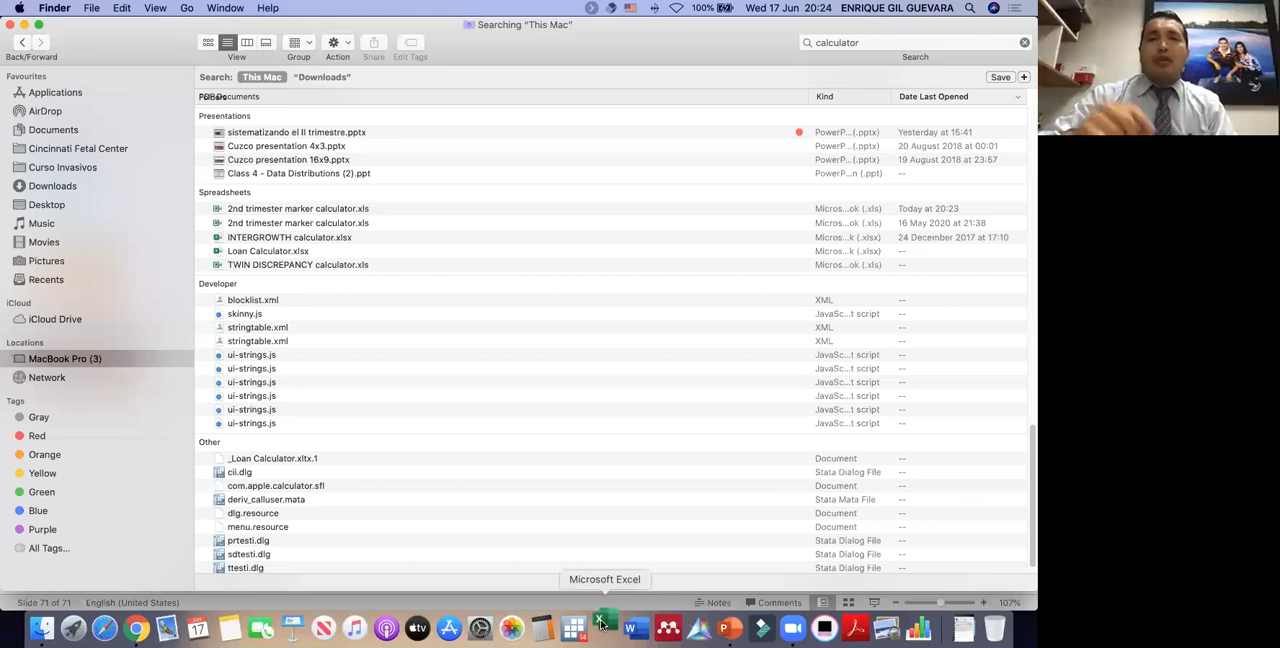 Finder File Edit View Go Window Help 100% Wed 17 Jun 20:24 ENRIQUE GIL GUEVARA
Searching "This Mac"
calculator
Back/Forward View Group Action Share Edit Tags Search
Search: This Mac "Downloads" Save
Favourites
Applications
AirDrop
Documents
Cincinnati Fetal Center
Curso Invasivos
Downloads
Desktop
Music
Movies
Pictures
Recents
iCloud
iCloud Drive
Locations
MacBook Pro (3)
Network
Tags
Gray
Red
Orange
Yellow
Green
Blue
Purple
All Tags...
Kind Date Last Opened
Presentations
sistematizando el II trimestre.pptx PowerP...(.pptx) Yesterday at 15:41
Cuzco presentation 4x3.pptx PowerP...(.pptx) 20 August 2018 at 00:01
Cuzco presentation 16x9.pptx PowerP...(.pptx) 19 August 2018 at 23:57
Class 4 - Data Distributions (2).ppt PowerP...n (.ppt) --
Spreadsheets
2nd trimester marker calculator.xls Micros...ok (.xls) Today at 20:23
2nd trimester marker calculator.xls Micros...ok (.xls) 16 May 2020 at 21:38
INTERGROWTH calculator.xlsx Micros...k (.xlsx) 24 December 2017 at 17:10
Loan Calculator.xlsx Micros...k (.xlsx) --
TWIN DISCREPANCY calculator.xls Micros...ok (.xls) --
Developer
blocklist.xml XML --
skinny.js JavaSc...t script --
stringtable.xml XML --
stringtable.xml XML --
ui-strings.js JavaSc...t script --
ui-strings.js JavaSc...t script --
ui-strings.js JavaSc...t script --
ui-strings.js JavaSc...t script --
ui-strings.js JavaSc...t script --
ui-strings.js JavaSc...t script --
Other
_Loan Calculator.xltx.1 Document --
cii.dlg Stata Dialog File --
com.apple.calculator.sfl Document --
deriv_calluser.mata Stata Mata File --
dlg.resource Document --
menu.resource Document --
prtesti.dlg Stata Dialog File --
sdtesti.dlg Stata Dialog File --
ttesti.dlg Stata Dialog File --
Microsoft Excel
Slide 71 of 71 English (United States) Notes Comments 107%
JUN
17
14